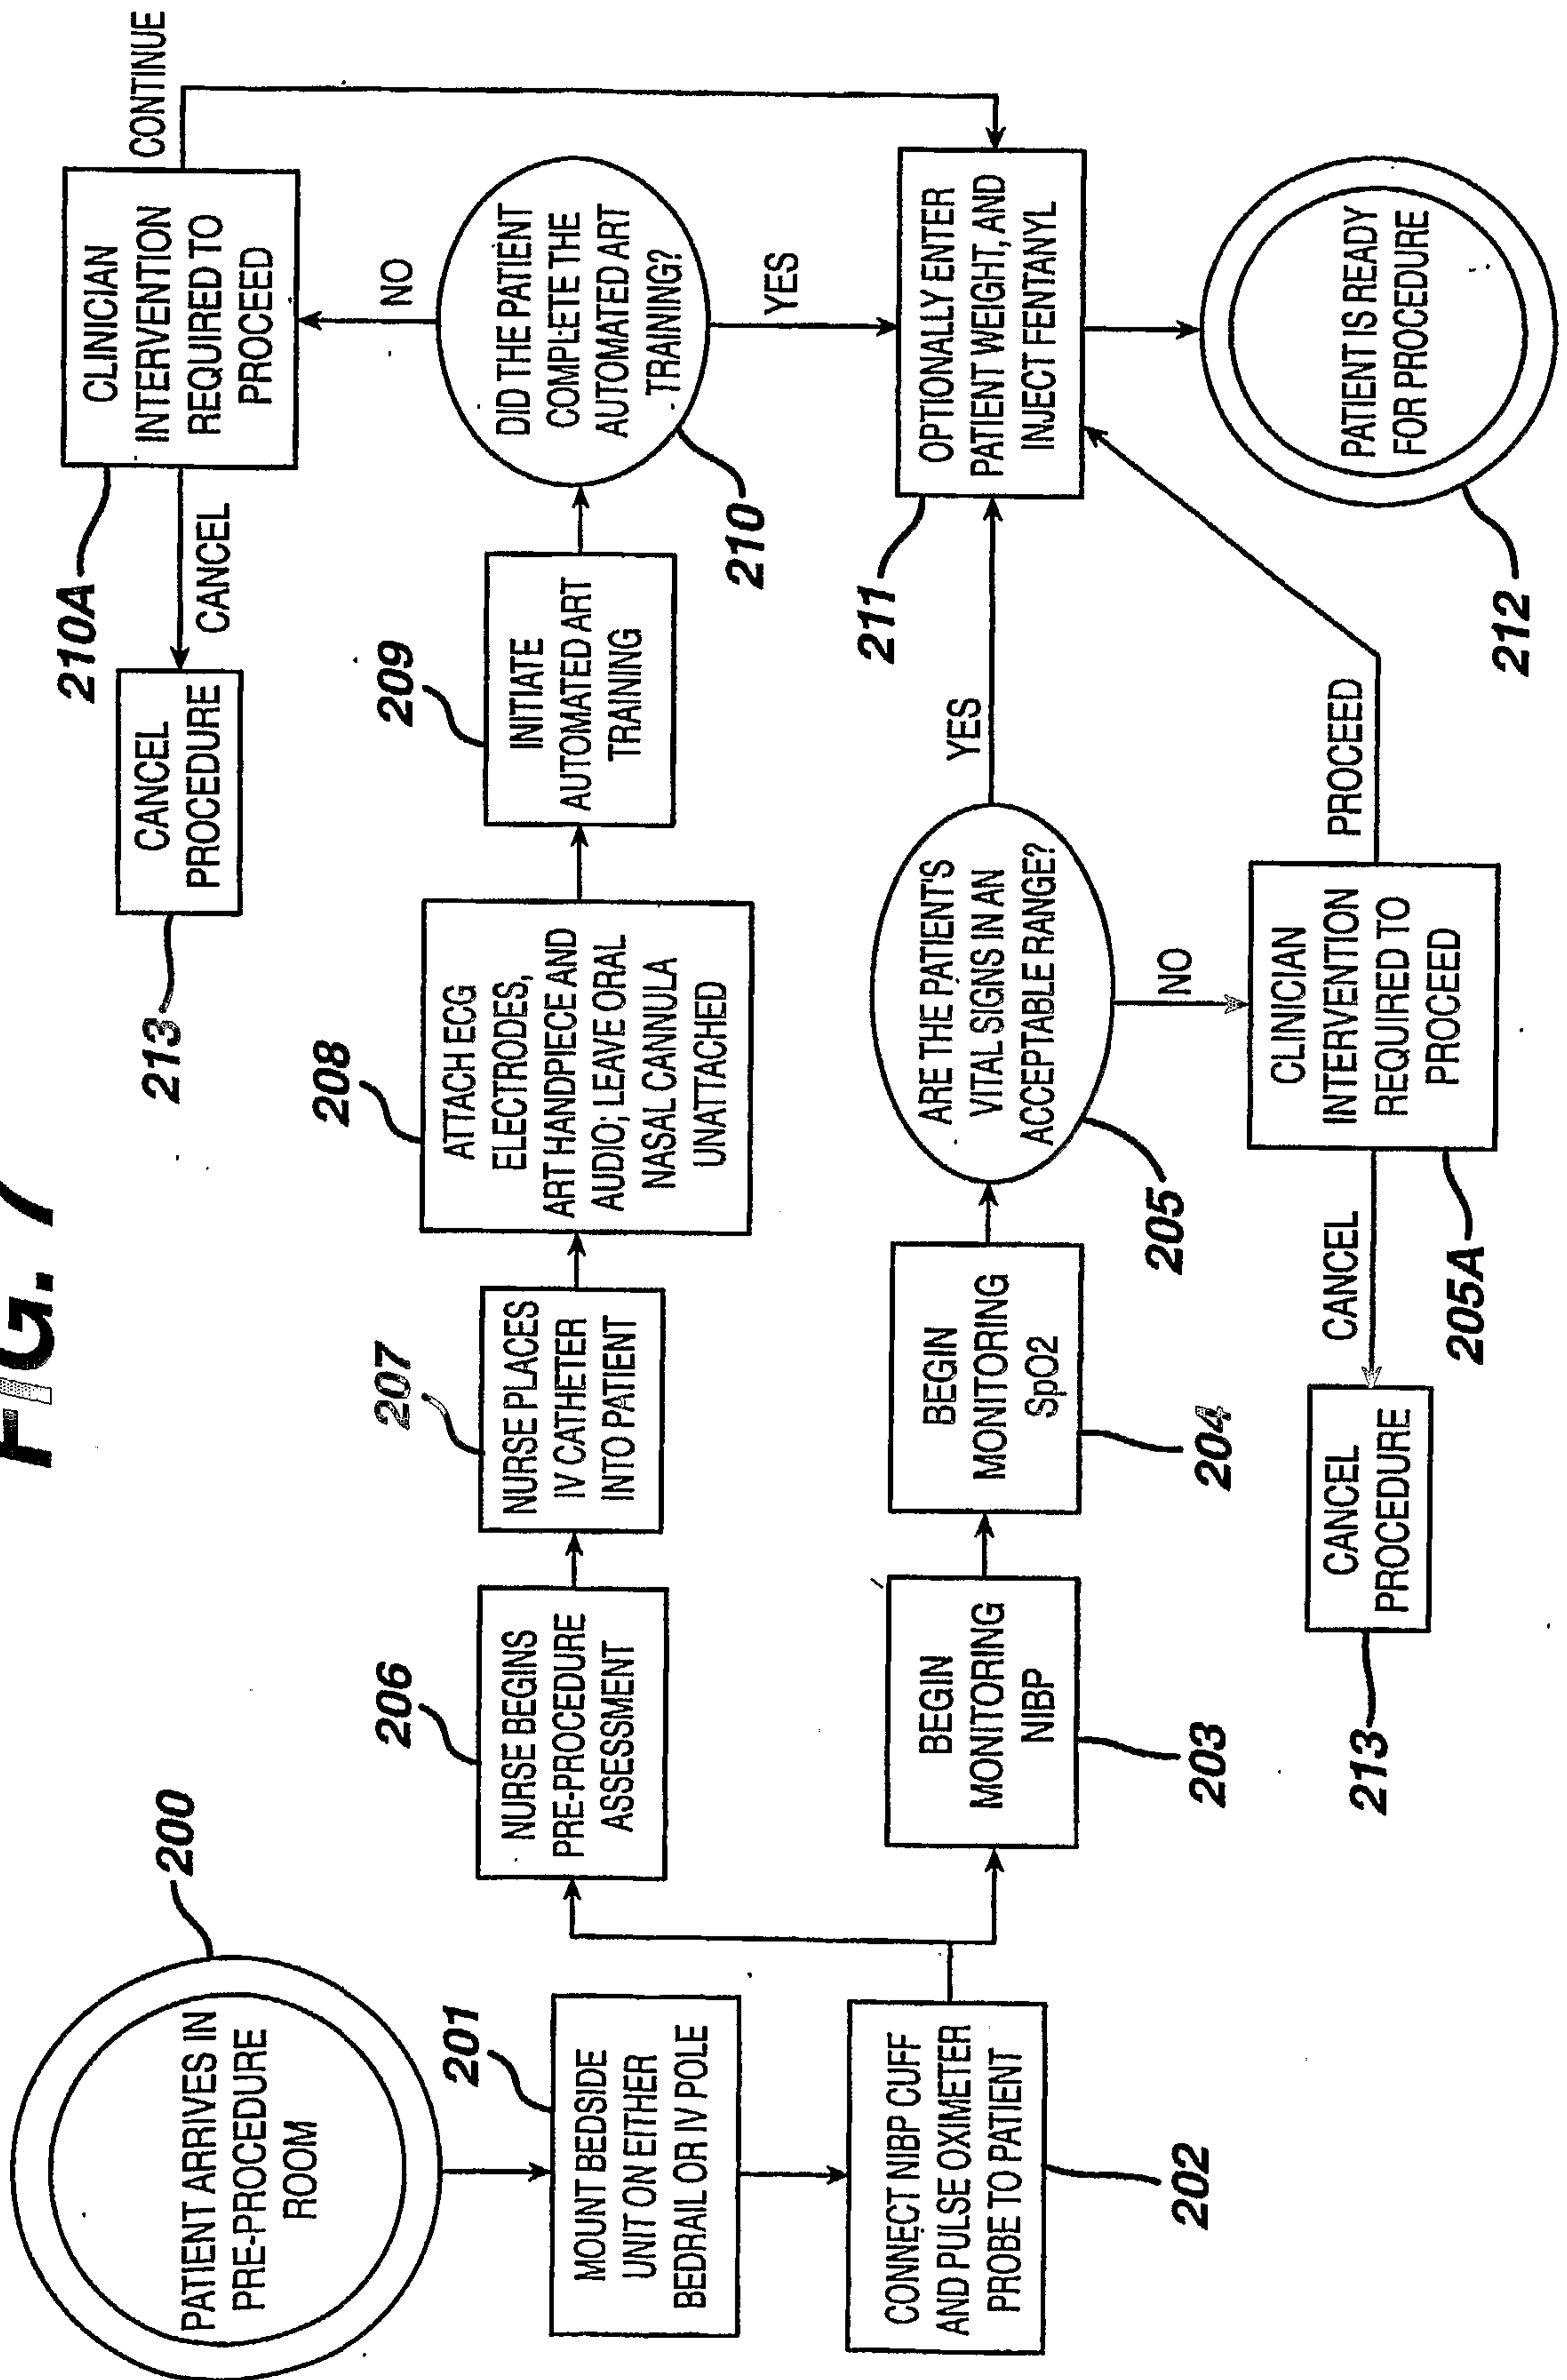 FIG. 7
200
PATIENT ARRIVES IN
PRE-PROCEDURE
ROOM
201
MOUNT BEDSIDE
UNIT ON EITHER
BEDRAIL OR IV POLE
202
CONNECT NIBP CUFF
AND PULSE OXIMETER
PROBE TO PATIENT
206
NURSE BEGINS
PRE-PROCEDURE
ASSESSMENT
207
NURSE PLACES
IV CATHETER
INTO PATIENT
208
ATTACH ECG
ELECTRODES,
ART HANDPIECE AND
AUDIO; LEAVE ORAL
NASAL CANNULA
UNATTACHED
209
INITIATE
AUTOMATED ART
TRAINING
210
DID THE PATIENT
COMPLETE THE
AUTOMATED ART
TRAINING?
NO
YES
210A
CLINICIAN
INTERVENTION
REQUIRED TO
PROCEED
CONTINUE
CANCEL
213
CANCEL
PROCEDURE
203
BEGIN
MONITORING
NIBP
204
BEGIN
MONITORING
SpO2
205
ARE THE PATIENT'S
VITAL SIGNS IN AN
ACCEPTABLE RANGE?
YES
NO
205A
CLINICIAN
INTERVENTION
REQUIRED TO
PROCEED
PROCEED
CANCEL
213
CANCEL
PROCEDURE
211
OPTIONALLY ENTER
PATIENT WEIGHT, AND
INJECT FENTANYL
212
PATIENT IS READY
FOR PROCEDURE